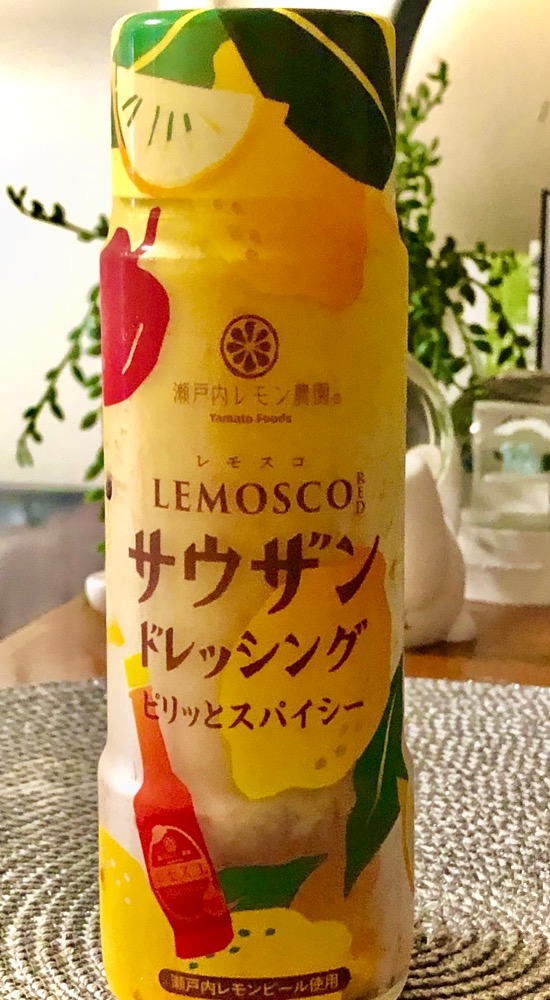 瀬戸内レモン農園®
Yamato Foods
レモスコ
LEMOSCO RED
サウザン
ドレッシング
ピリッとスパイシー
瀬戸内レモンピール使用